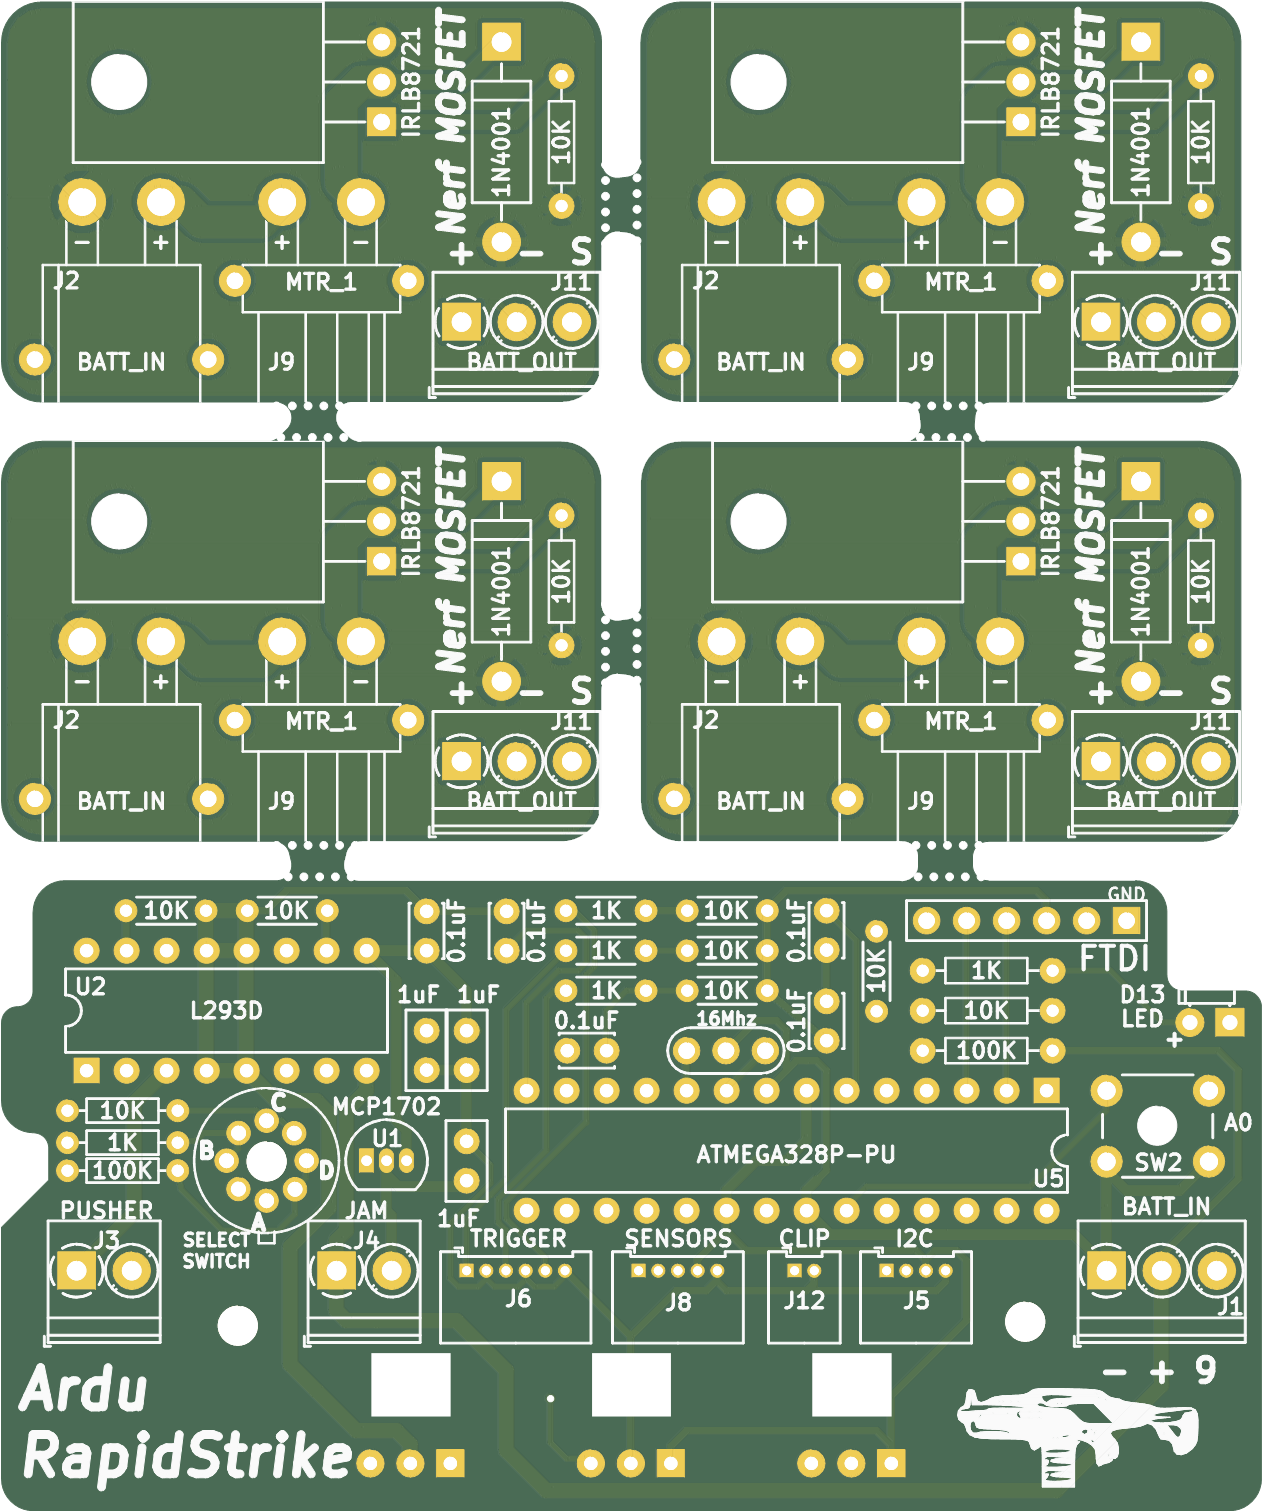 IRLB8721
Nerf MOSFET
1N4001
10K
- + + -
+ - S
J2
MTR_1
J11
BATT_IN
J9
BATT_OUT
IRLB8721
Nerf MOSFET
1N4001
10K
- + + -
+ - S
J2
MTR_1
J11
BATT_IN
J9
BATT_OUT
IRLB8721
Nerf MOSFET
1N4001
10K
- + + -
+ - S
J2
MTR_1
J11
BATT_IN
J9
BATT_OUT
IRLB8721
Nerf MOSFET
1N4001
10K
- + + -
+ - S
J2
MTR_1
J11
BATT_IN
J9
BATT_OUT
GND
10K
10K
0.1uF
0.1uF
1K
10K
0.1uF
FTDI
1K
10K
10K
1K
U2
1uF
1uF
1K
10K
D13
LED
+
L293D
0.1uF
16Mhz
0.1uF
10K
100K
10K
C
MCP1702
1K
B
D
U1
A0
100K
ATMEGA328P-PU
SW2
U5
PUSHER
A
JAM
1uF
BATT_IN
J3
SELECT
SWITCH
J4
TRIGGER
SENSORS
CLIP
I2C
J6
J8
J12
J5
J1
- + 9
Ardu
RapidStrike